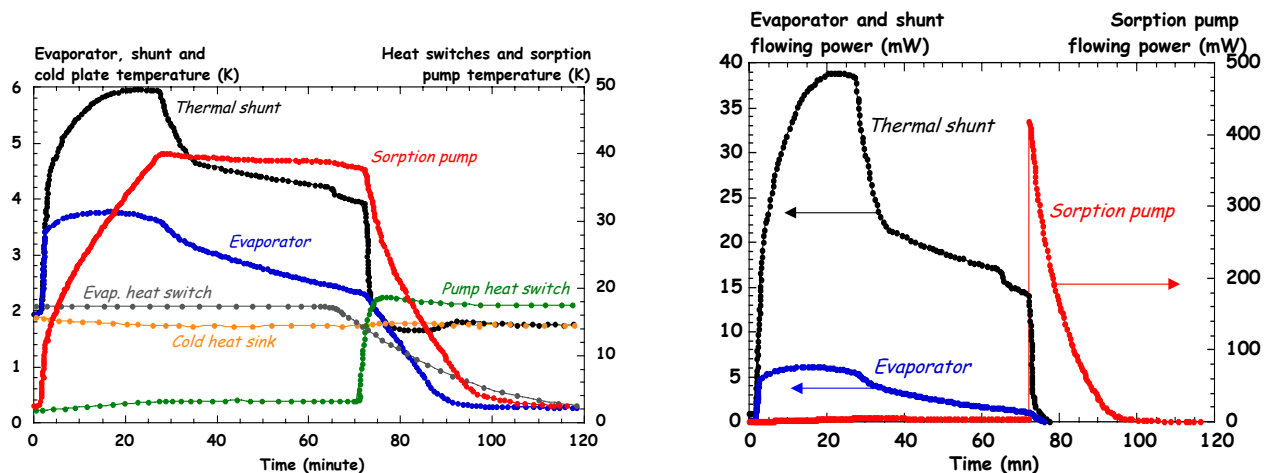 Evaporator, shunt and
cold plate temperature (K)
Heat switches and sorption
pump temperature (K)
6
5
4
3
2
1
0
50
40
30
20
10
0
Thermal shunt
Sorption pump
Evaporator
Evap. heat switch
Pump heat switch
Cold heat sink
0 20 40 60 80 100 120
Time (minute)
Evaporator and shunt
flowing power (mW)
Sorption pump
flowing power (mW)
40
35
30
25
20
15
10
5
0
500
400
300
200
100
0
Thermal shunt
Sorption pump
Evaporator
0 20 40 60 80 100 120
Time (mn)